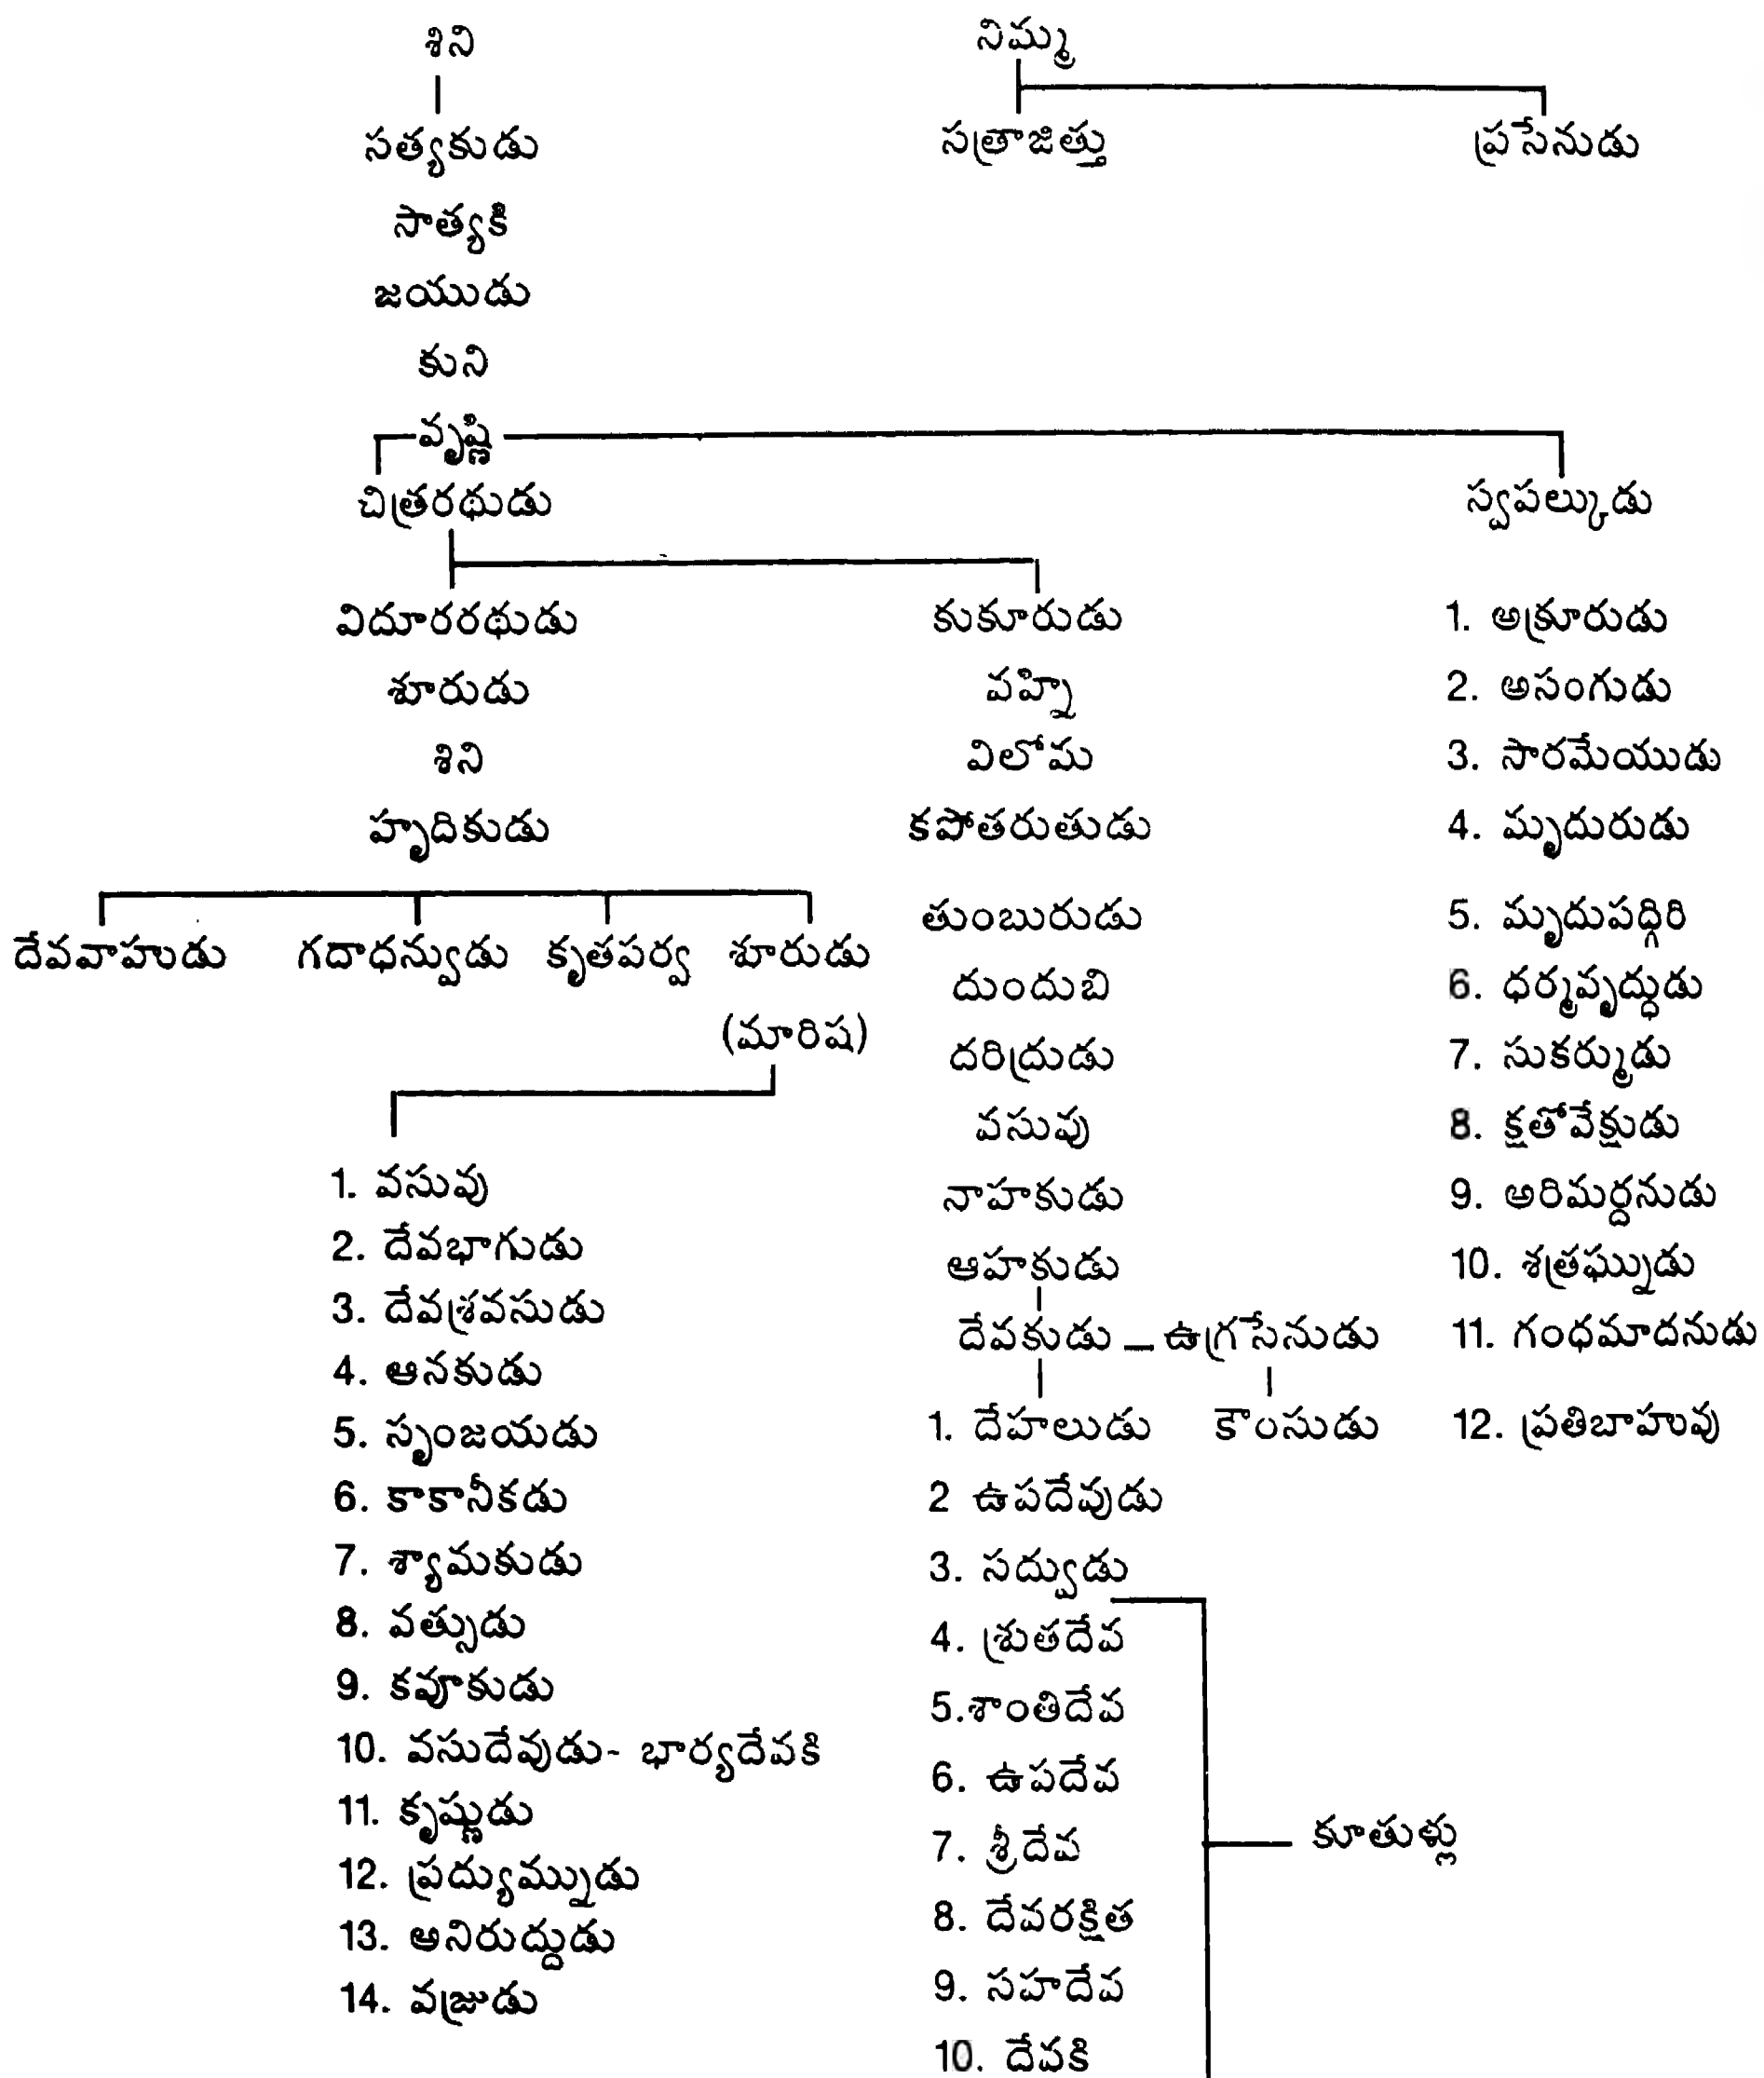 శిని నిమ్మ
సత్యకుడు సత్రాజిత్తు ప్రసేనుడు
సాత్యకి
జయుడు
కుని
వృష్ణి
చిత్రరథుడు స్వపల్కుడు
విదూరరథుడు కుకూరుడు 1. అక్రూరుడు
శూరుడు వహ్ని 2. అసంగుడు
శిని విలోమ 3. సారమేయుడు
హృదికుడు కపోతరుతుడు 4. మృదురుడు
తుంబురుడు 5. మృదుపద్గిరి
దేవవాహుడు గదాధన్వుడు కృతపర్వ శూరుడు
దుందుబి 6. ధర్మవృద్ధుడు
(మారిష)
దరిద్రుడు 7. సుకర్ముడు
వసువు 8. క్షతోవేక్షుడు
1. వసువు నాహకుడు 9. అరిమర్దనుడు
2. దేవభాగుడు ఆహకుడు 10. శత్రఘ్నుడు
3. దేవశ్రవసుడు దేవకుడు – ఉగ్రసేనుడు 11. గంధమాదనుడు
4. ఆనకుడు
5. సృంజయడు 1. దేహలుడు కౌంసుడు 12. ప్రతిబాహువు
6. కాకానీకడు 2 ఉపదేవుడు
7. శ్యామకుడు 3. సద్వుడు
8. వత్సుడు 4. శ్రుతదేవ
9. కవూకుడు 5.శాంతిదేవ
10. వసుదేవుడు- భార్యదేవకి 6. ఉపదేవ
11. కృష్ణుడు 7. శ్రీదేవ కూతుళ్లు
12. ప్రద్యుమ్నుడు 8. దేవరక్షిత
13. అనిరుద్దుడు 9. సహదేవ
14. వజ్రుడు 10. దేవకి